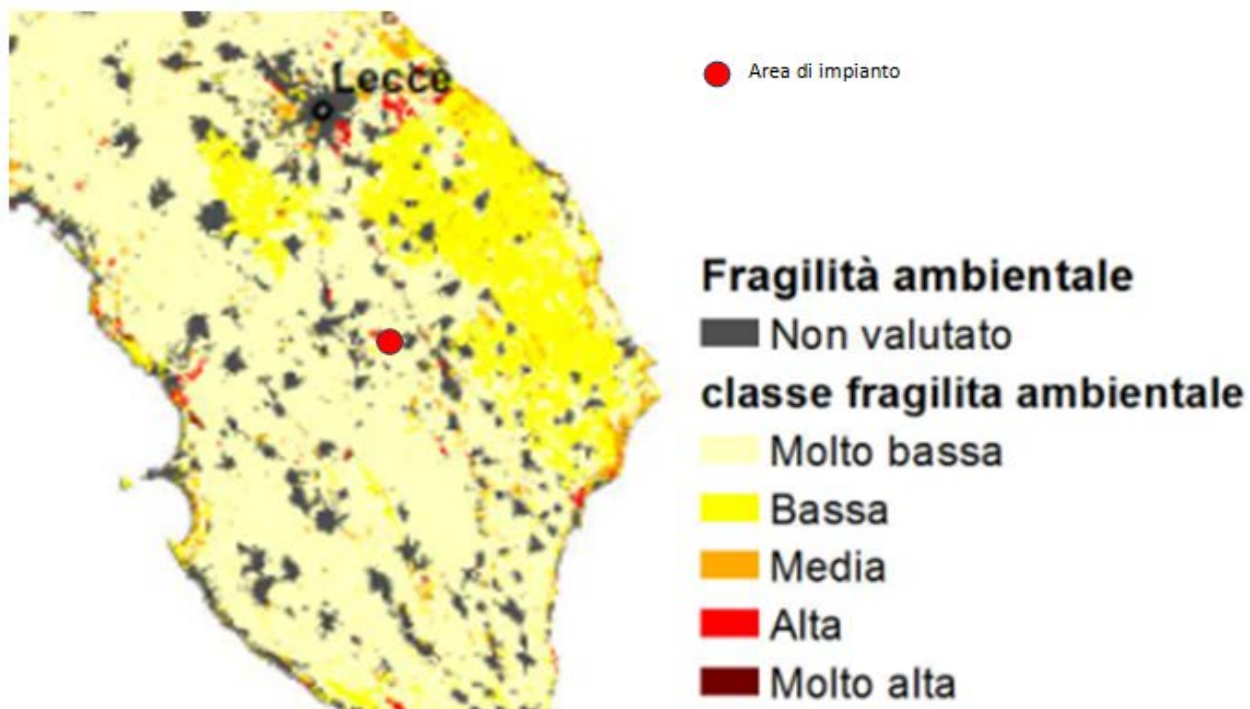 Lecce
Area di impianto
Fragilità ambientale
Non valutato
classe fragilita ambientale
Molto bassa
Bassa
Media
Alta
Molto alta